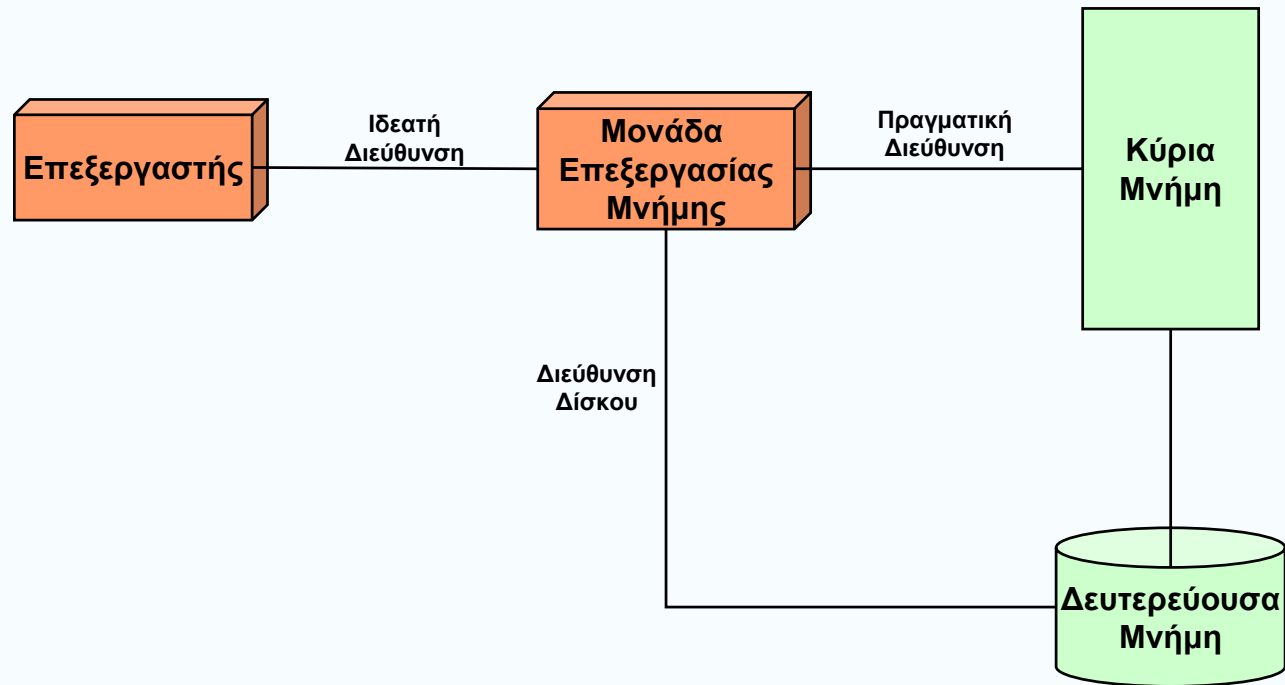 Επεξεργαστής
Ιδεατή
Διεύθυνση
Μονάδα
Επεξεργασίας
Μνήμης
Πραγματική
Διεύθυνση
Κύρια
Μνήμη
Διεύθυνση
Δίσκου
Δευτερεύουσα
Μνήμη